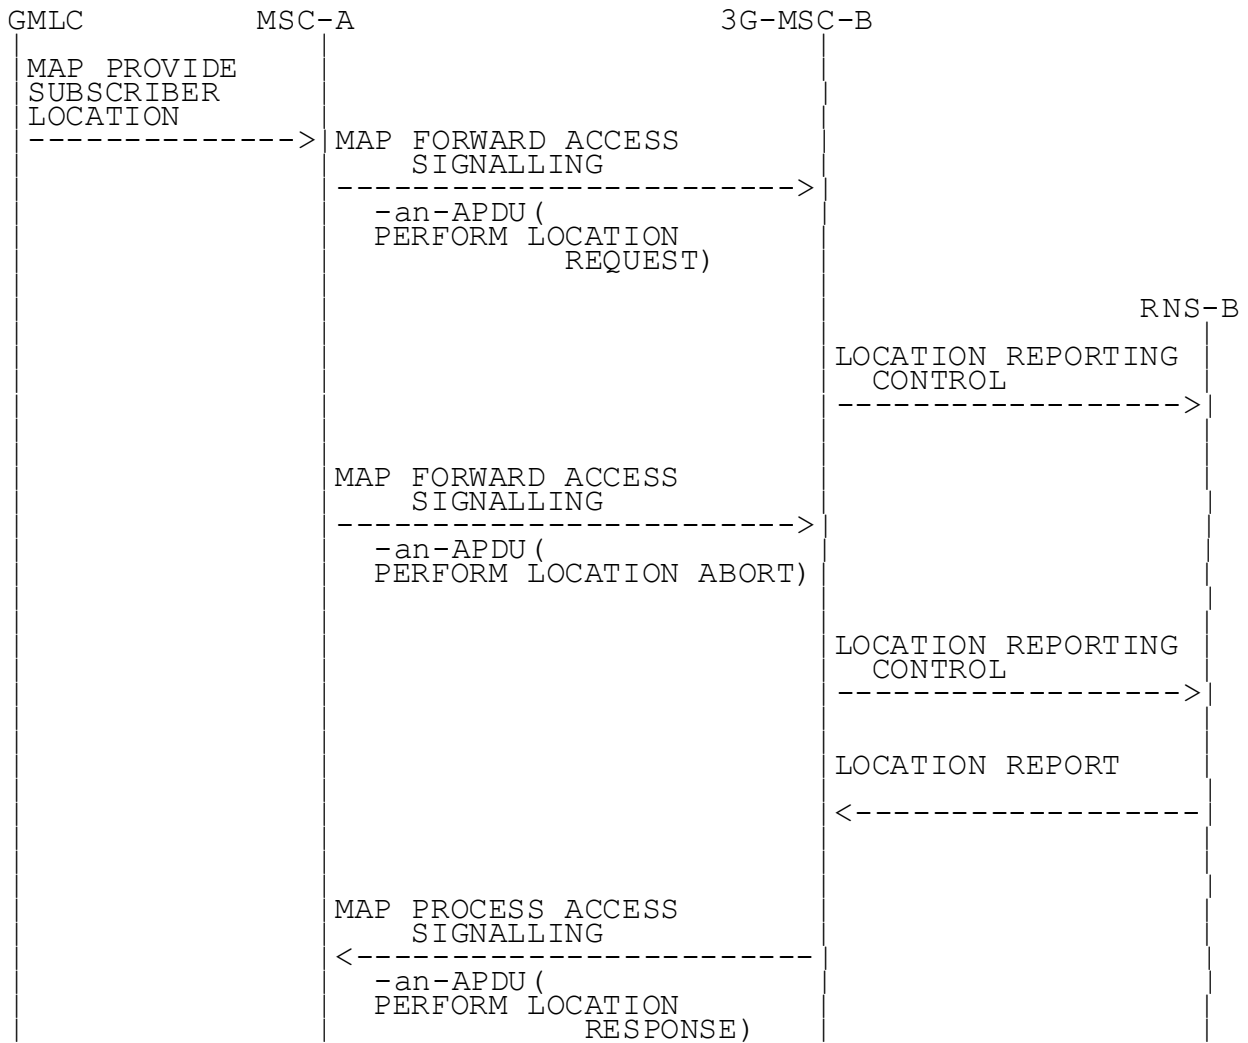 GMLC MSC-A 3G-MSC-B
MAP PROVIDE
SUBSCRIBER
LOCATION
-------------->
MAP FORWARD ACCESS
SIGNALLING
------------------------>
-an-APDU(
PERFORM LOCATION
REQUEST)
RNS-B
LOCATION REPORTING
CONTROL
------------------>
MAP FORWARD ACCESS
SIGNALLING
------------------------>
-an-APDU(
PERFORM LOCATION ABORT)
LOCATION REPORTING
CONTROL
------------------>
LOCATION REPORT
<------------------
MAP PROCESS ACCESS
SIGNALLING
<------------------------
-an-APDU(
PERFORM LOCATION
RESPONSE)